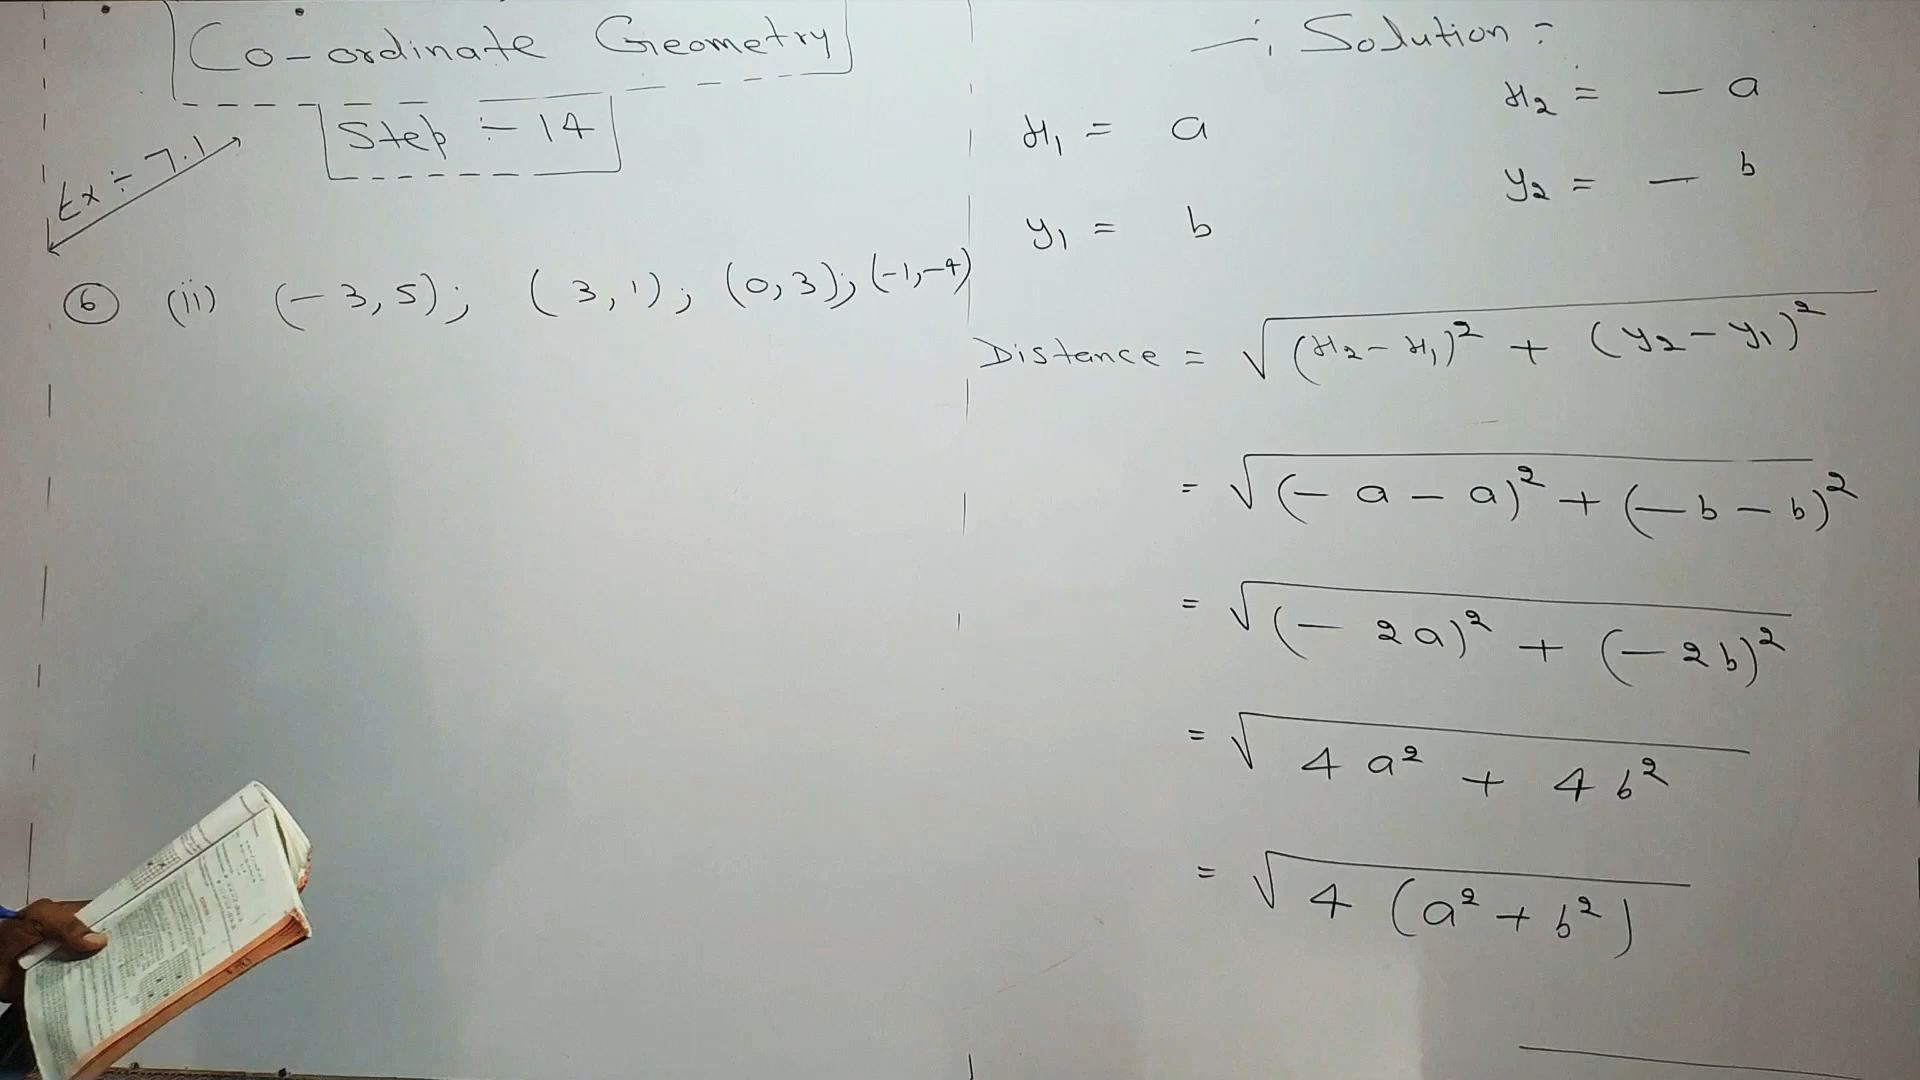 Co-ordinate Geometry
Step :- 14
Ex :- 7.1
6 (ii) (-3,5); (3,1); (0,3); (-1,-4)
—: Solution :
x₁ = a
x₂ = - a
y₁ = b
y₂ = - b
Distance = √(x₂ - x₁)² + (y₂ - y₁)²
= √(- a - a)² + (- b - b)²
= √(- 2a)² + (- 2b)²
= √4a² + 4b²
= √4 (a² + b²)